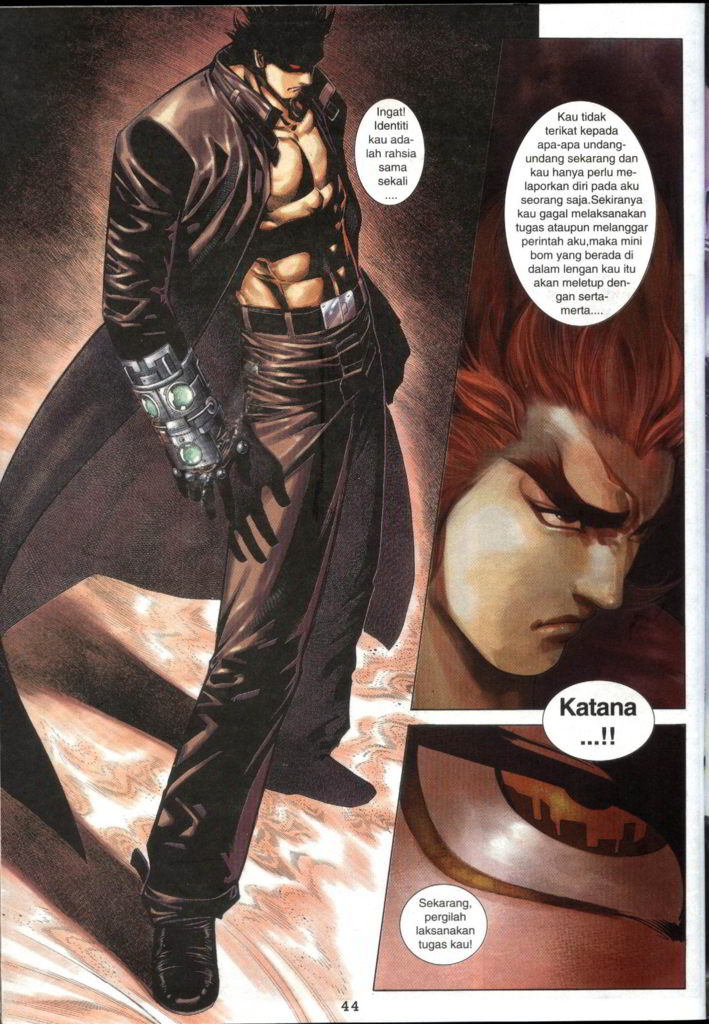 Ingat!
Identiti
kau ada-
lah rahsia
sama
sekali
....
Kau tidak
terikat kepada
apa-apa undang-
undang sekarang dan
kau hanya perlu me-
laporkan diri pada aku
seorang saja.Sekiranya
kau gagal melaksanakan
tugas ataupun melanggar
perintah aku,maka mini
bom yang berada di
dalam lengan kau itu
akan meletup den-
gan serta-
merta....
Katana
...!!
Sekarang,
pergilah
laksanakan
tugas kau!
44